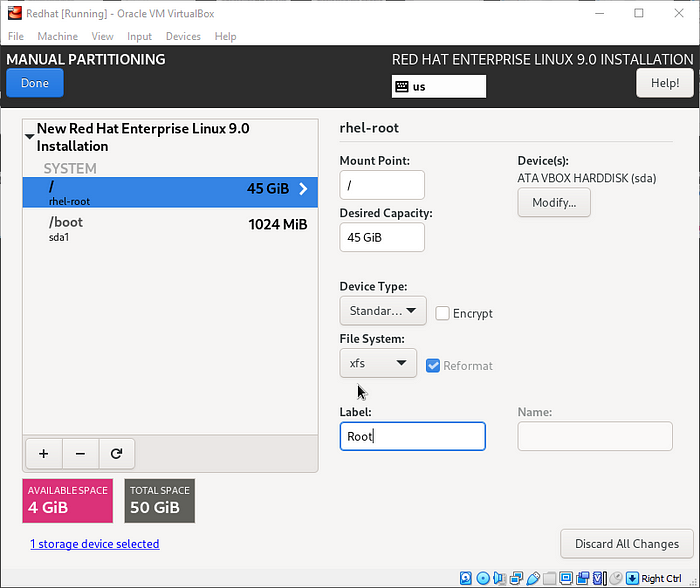 Redhat [Running] - Oracle VM VirtualBox
File Machine View Input Devices Help
MANUAL PARTITIONING
RED HAT ENTERPRISE LINUX 9.0 INSTALLATION
Done
us
Help!
New Red Hat Enterprise Linux 9.0
Installation
SYSTEM
/ 45 GiB
rhel-root
/boot 1024 MiB
sda1
+ −
AVAILABLE SPACE
4 GiB
TOTAL SPACE
50 GiB
1 storage device selected
rhel-root
Mount Point:
/
Desired Capacity:
45 GiB
Device(s):
ATA VBOX HARDDISK (sda)
Modify...
Device Type:
Standar...
Encrypt
File System:
xfs
Reformat
Label:
Root
Name:
Discard All Changes
Right Ctrl